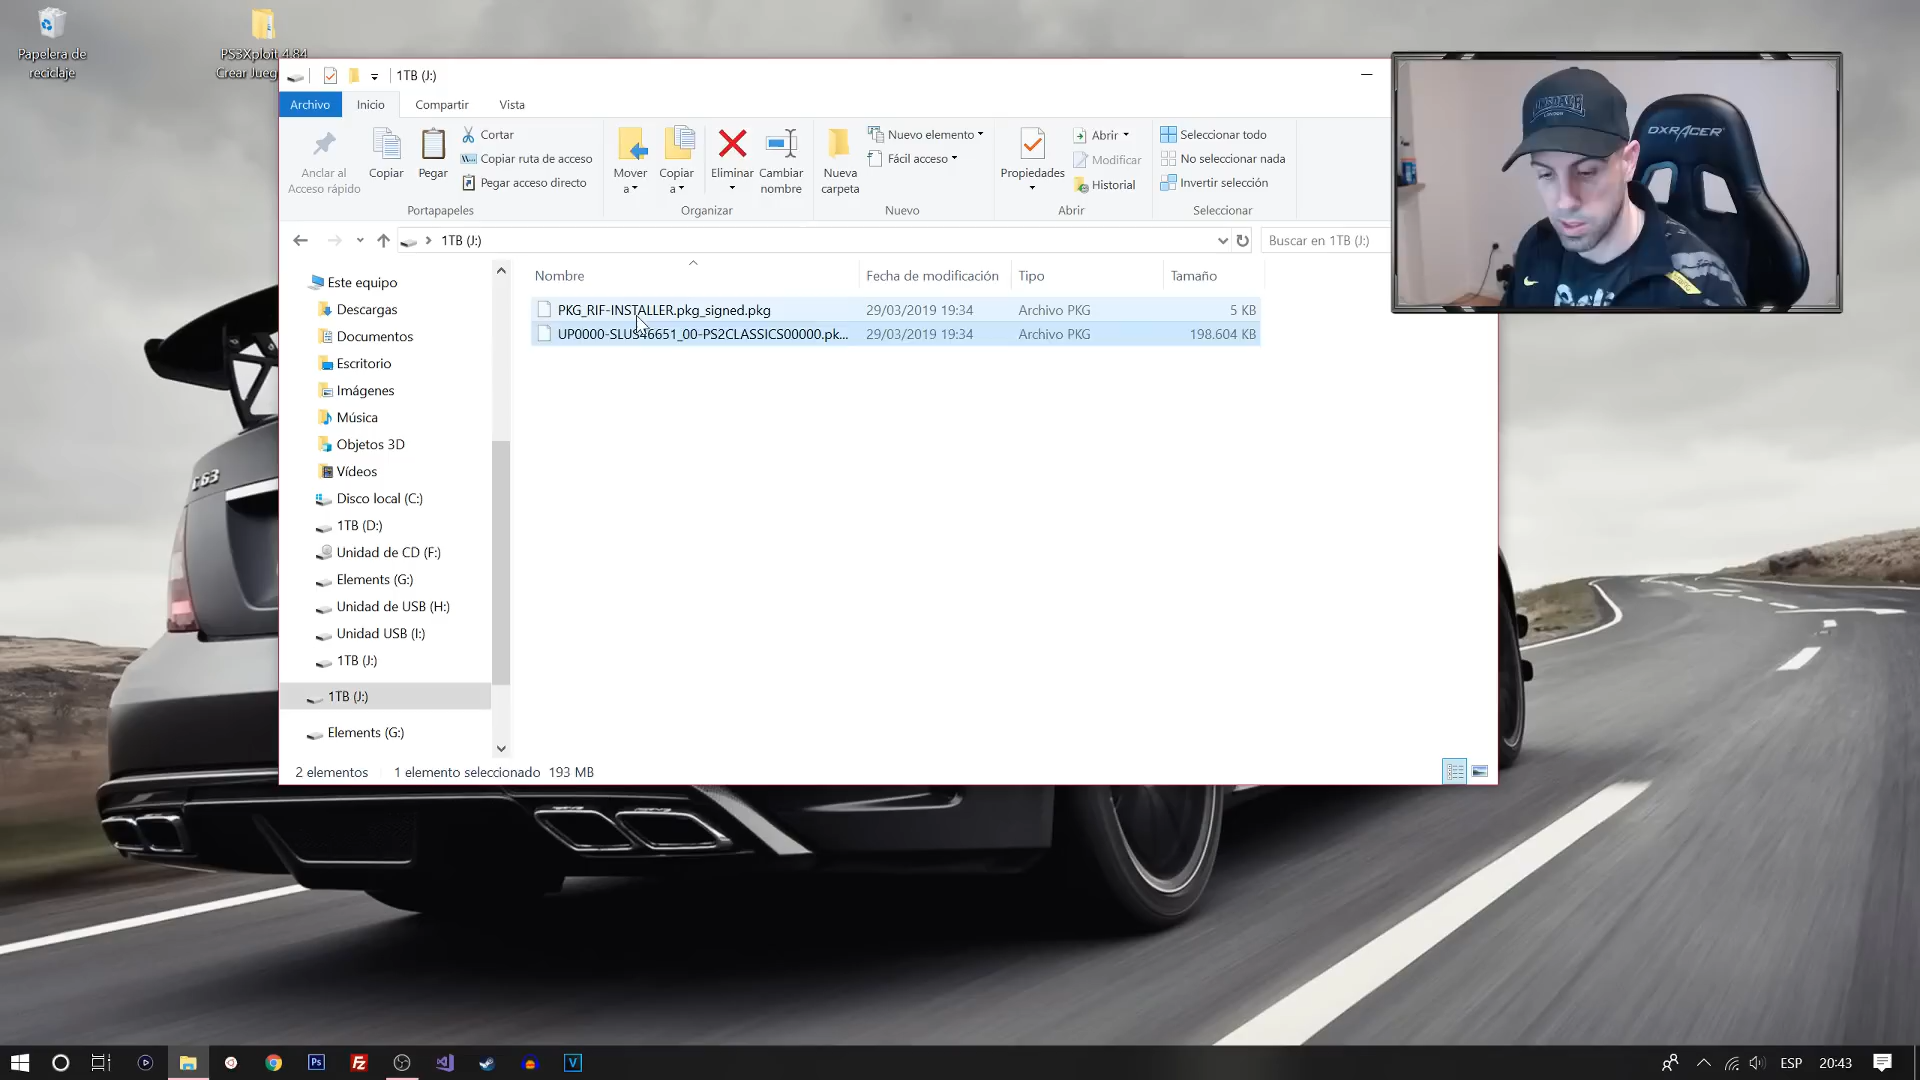 Papelera de
reciclaje
PS3Xploit 4.84
Crear Jueg
1TB (J:)
Archivo
Inicio
Compartir
Vista
Anclar al
Acceso rápido
Copiar
Pegar
Cortar
Copiar ruta de acceso
Pegar acceso directo
Portapapeles
Mover
a
Copiar
a
Eliminar
Cambiar
nombre
Organizar
Nueva
carpeta
Nuevo elemento
Fácil acceso
Nuevo
Propiedades
Abrir
Modificar
Historial
Abrir
Seleccionar todo
No seleccionar nada
Invertir selección
Seleccionar
1TB (J:)
Buscar en 1TB (J:)
Nombre
Fecha de modificación
Tipo
Tamaño
PKG_RIF-INSTALLER.pkg_signed.pkg
29/03/2019 19:34
Archivo PKG
5 KB
UP0000-SLUS46651_00-PS2CLASSICS00000.pk...
29/03/2019 19:34
Archivo PKG
198.604 KB
Este equipo
Descargas
Documentos
Escritorio
Imágenes
Música
Objetos 3D
Vídeos
Disco local (C:)
1TB (D:)
Unidad de CD (F:)
Elements (G:)
Unidad de USB (H:)
Unidad USB (I:)
1TB (J:)
1TB (J:)
Elements (G:)
2 elementos
1 elemento seleccionado 193 MB
LONSDALE
LONDON
DXRACER
C63
Ps
Fz
V
ESP
20:43